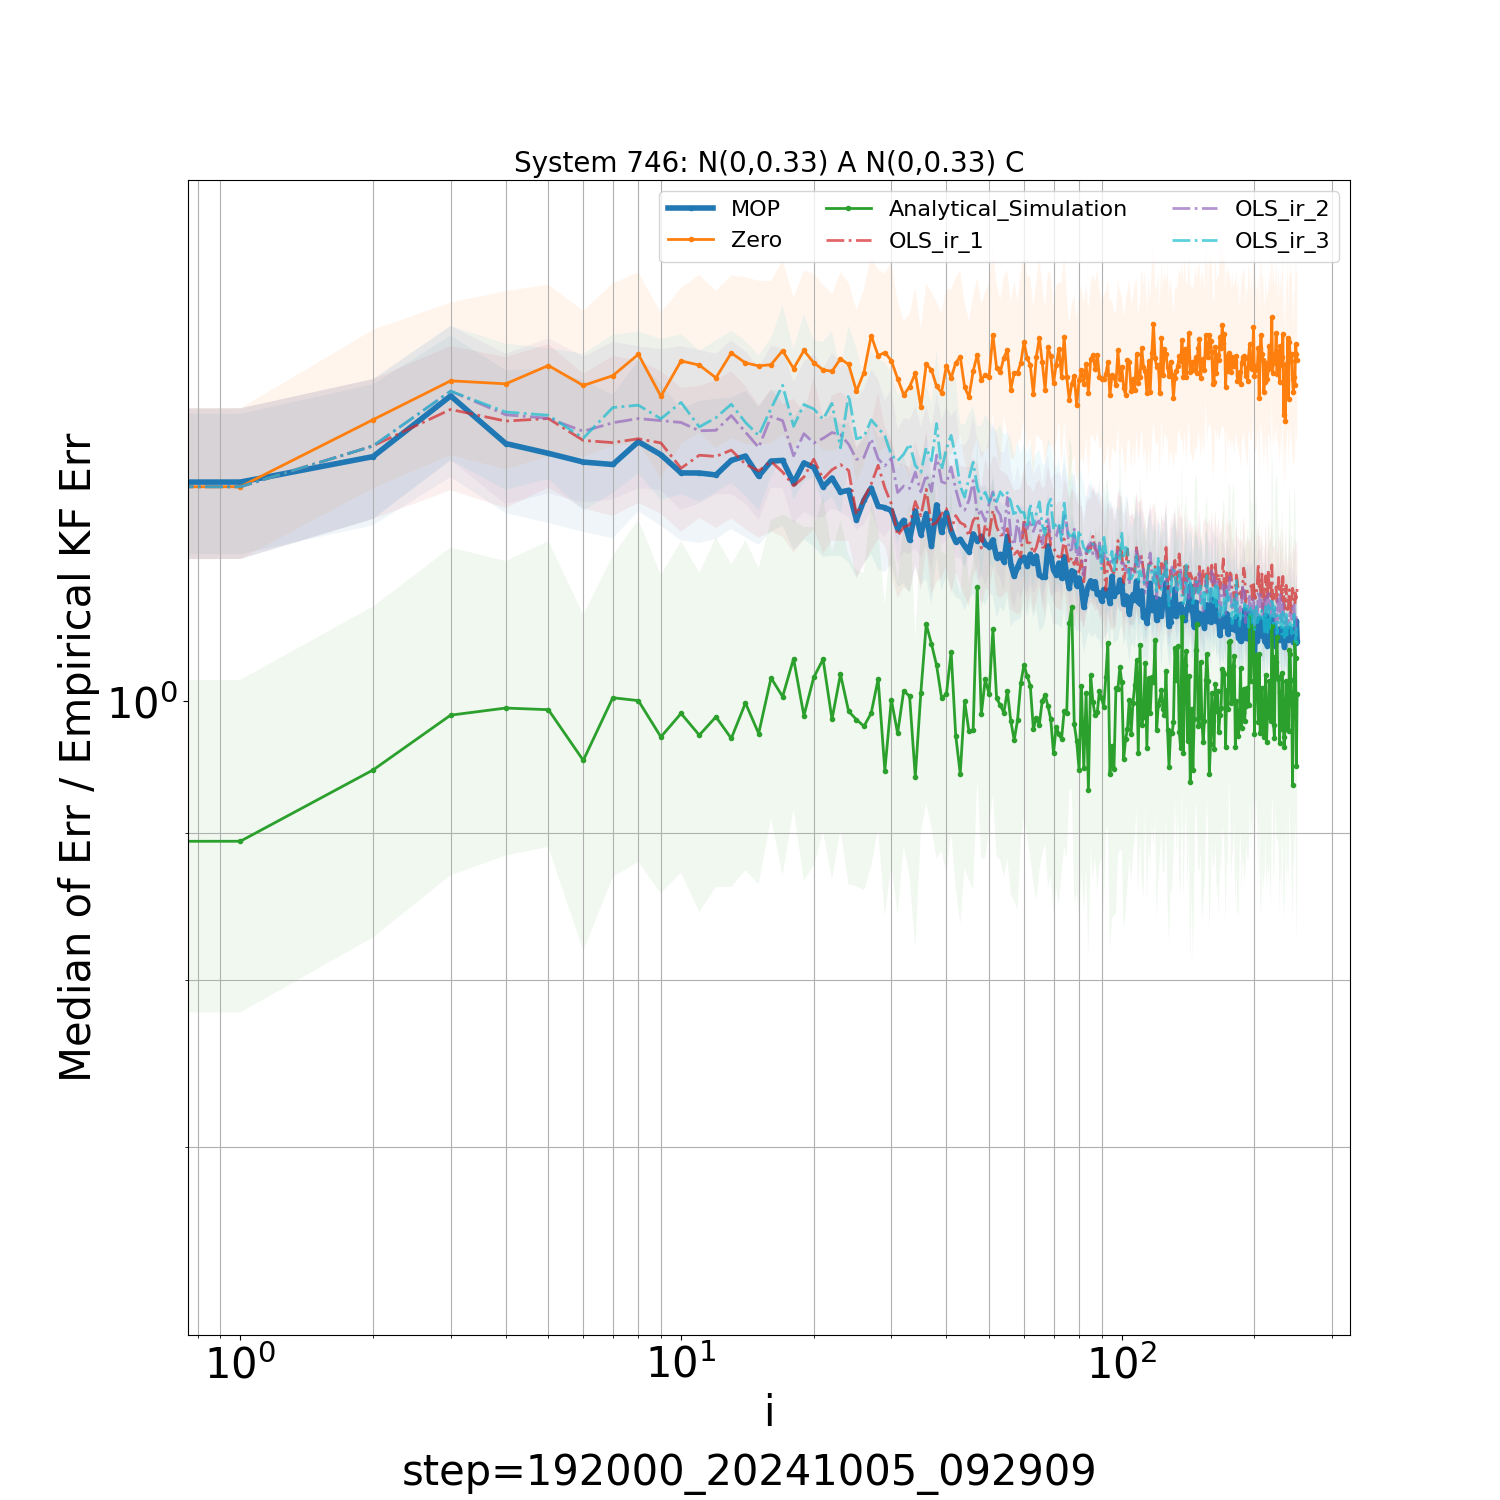 System 746: N(0,0.33) A N(0,0.33) C
MOP
Zero
Analytical_Simulation
OLS_ir_1
OLS_ir_2
OLS_ir_3
Median of Err / Empirical KF Err
10⁰
10⁰
10¹
10²
i
step=192000_20241005_092909